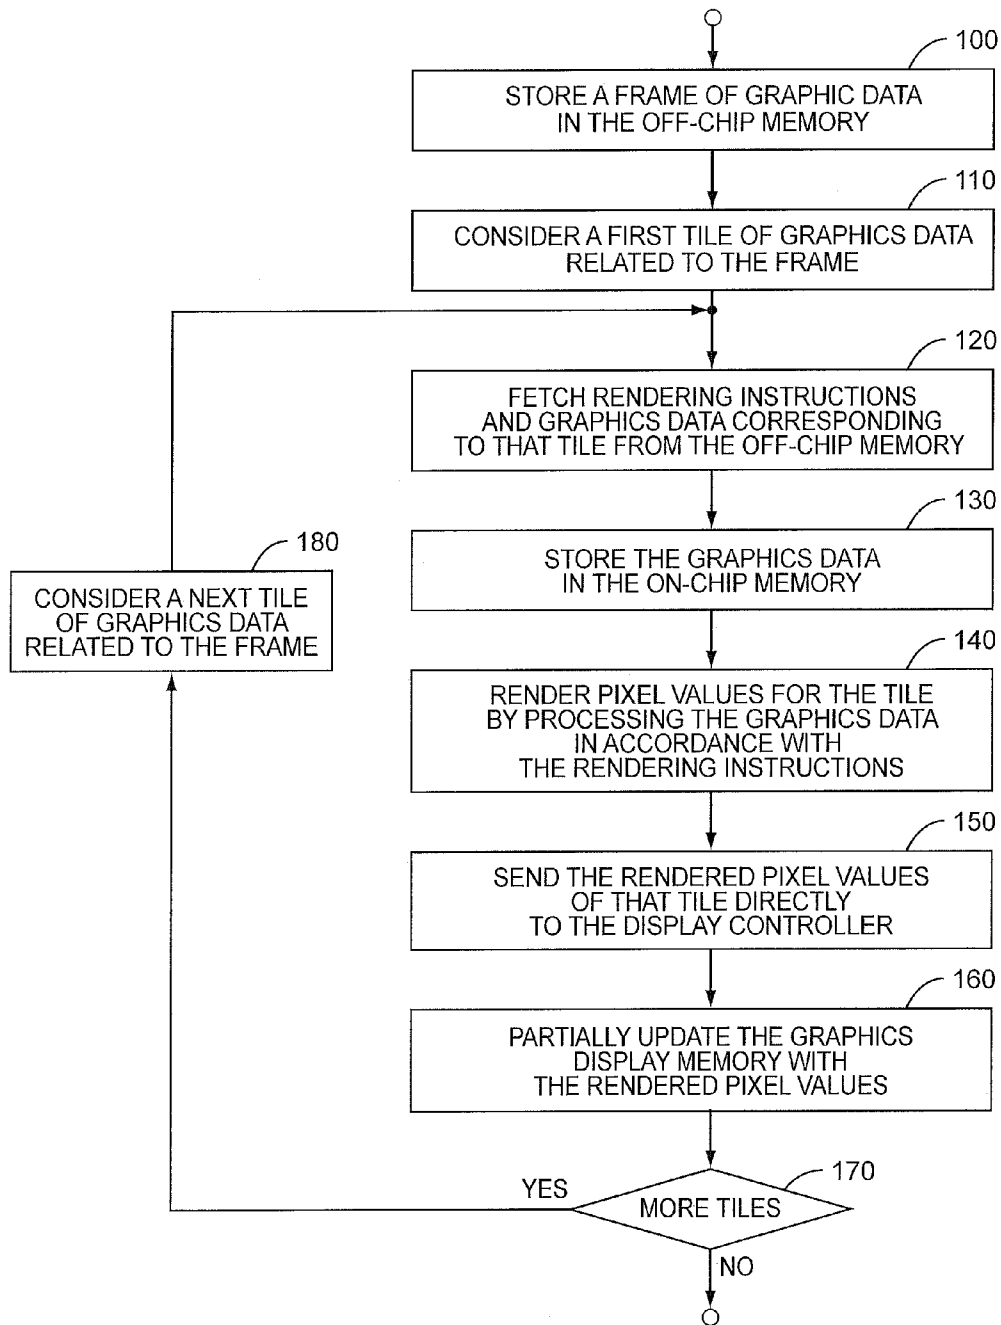 100
STORE A FRAME OF GRAPHIC DATA
IN THE OFF-CHIP MEMORY
110
CONSIDER A FIRST TILE OF GRAPHICS DATA
RELATED TO THE FRAME
120
FETCH RENDERING INSTRUCTIONS
AND GRAPHICS DATA CORRESPONDING
TO THAT TILE FROM THE OFF-CHIP MEMORY
130
STORE THE GRAPHICS DATA
IN THE ON-CHIP MEMORY
180
CONSIDER A NEXT TILE
OF GRAPHICS DATA
RELATED TO THE FRAME
140
RENDER PIXEL VALUES FOR THE TILE
BY PROCESSING THE GRAPHICS DATA
IN ACCORDANCE WITH
THE RENDERING INSTRUCTIONS
150
SEND THE RENDERED PIXEL VALUES
OF THAT TILE DIRECTLY
TO THE DISPLAY CONTROLLER
160
PARTIALLY UPDATE THE GRAPHICS
DISPLAY MEMORY WITH
THE RENDERED PIXEL VALUES
170
YES
MORE TILES
NO